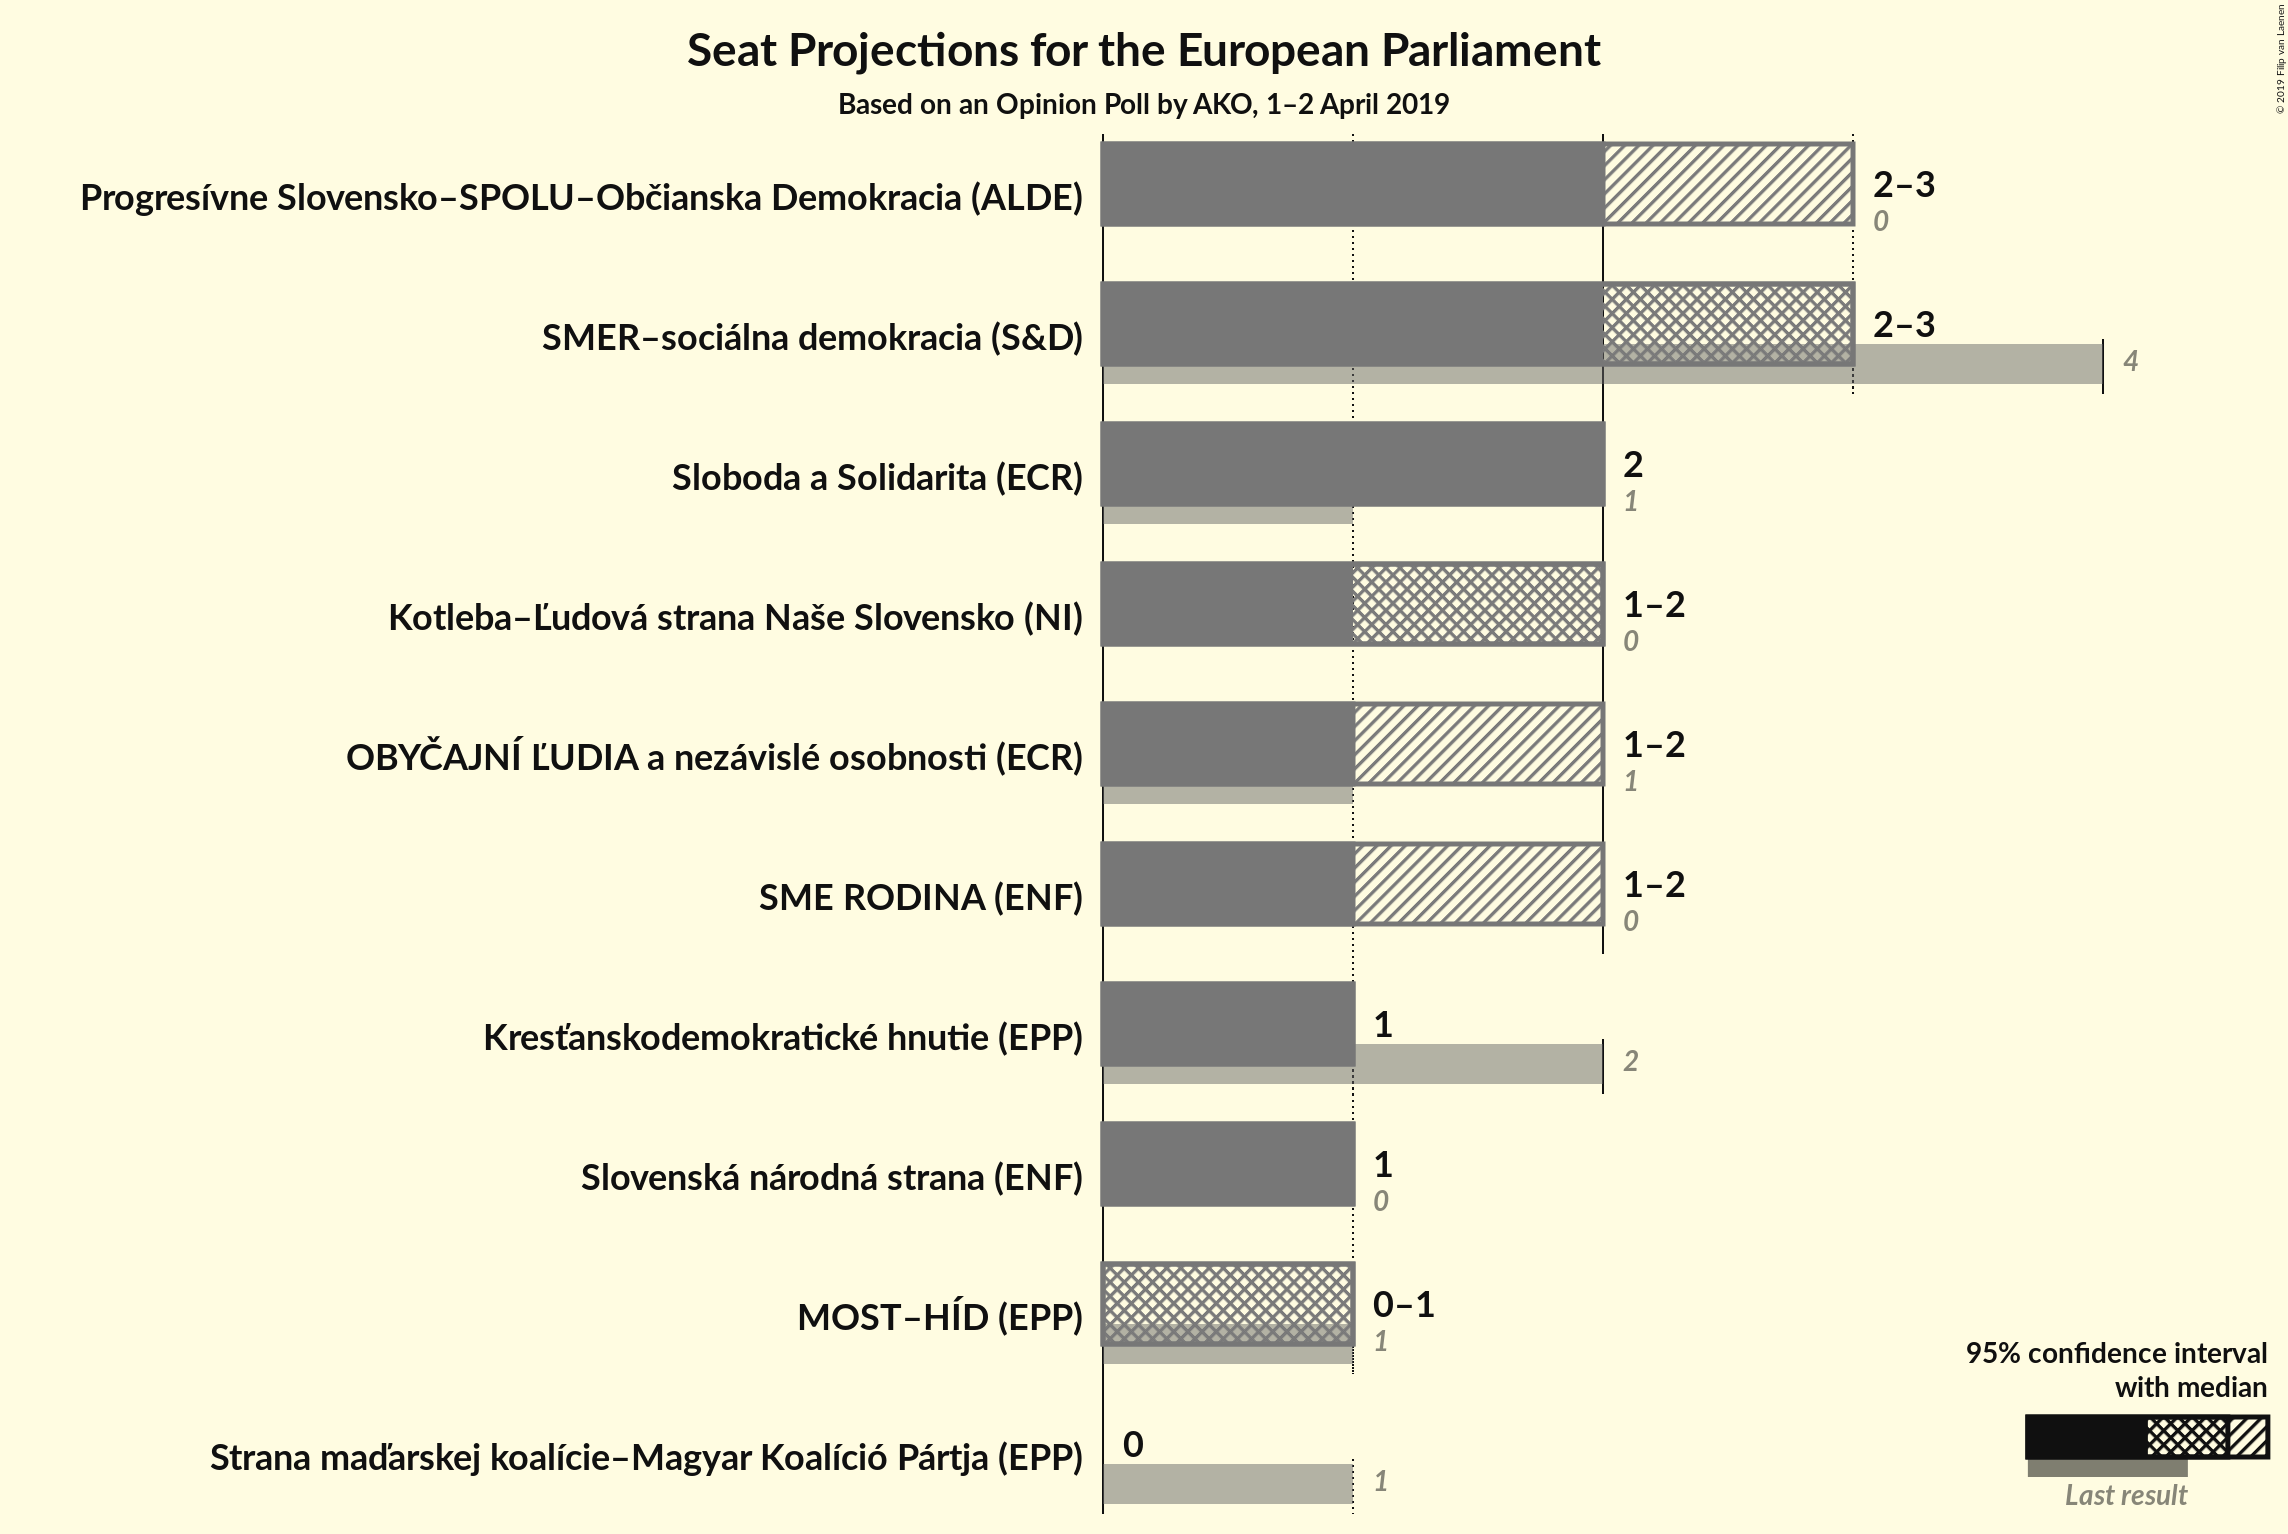 Seat Projections for the European Parliament
Based on an Opinion Poll by AKO, 1–2 April 2019
© 2019 Filip van Laenen
Progresívne Slovensko–SPOLU–Občianska Demokracia (ALDE)
2–3
0
SMER–sociálna demokracia (S&D)
2–3
4
Sloboda a Solidarita (ECR)
2
1
Kotleba–Ľudová strana Naše Slovensko (NI)
1–2
0
OBYČAJNÍ ĽUDIA a nezávislé osobnosti (ECR)
1–2
1
SME RODINA (ENF)
1–2
0
Kresťanskodemokratické hnutie (EPP)
1
2
Slovenská národná strana (ENF)
1
0
MOST–HÍD (EPP)
0–1
1
Strana maďarskej koalície–Magyar Koalíció Pártja (EPP)
0
1
95% confidence interval
with median
Last result